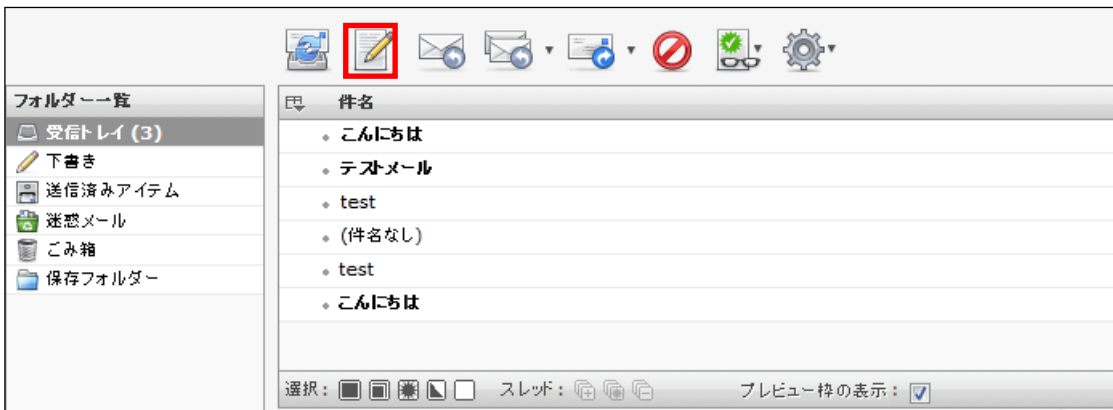 フォルダー一覧
受信トレイ (3)
下書き
送信済みアイテム
迷惑メール
ごみ箱
保存フォルダー
件名
こんにちは
テストメール
test
(件名なし)
test
こんにちは
選択: スレッド: プレビュー枠の表示: